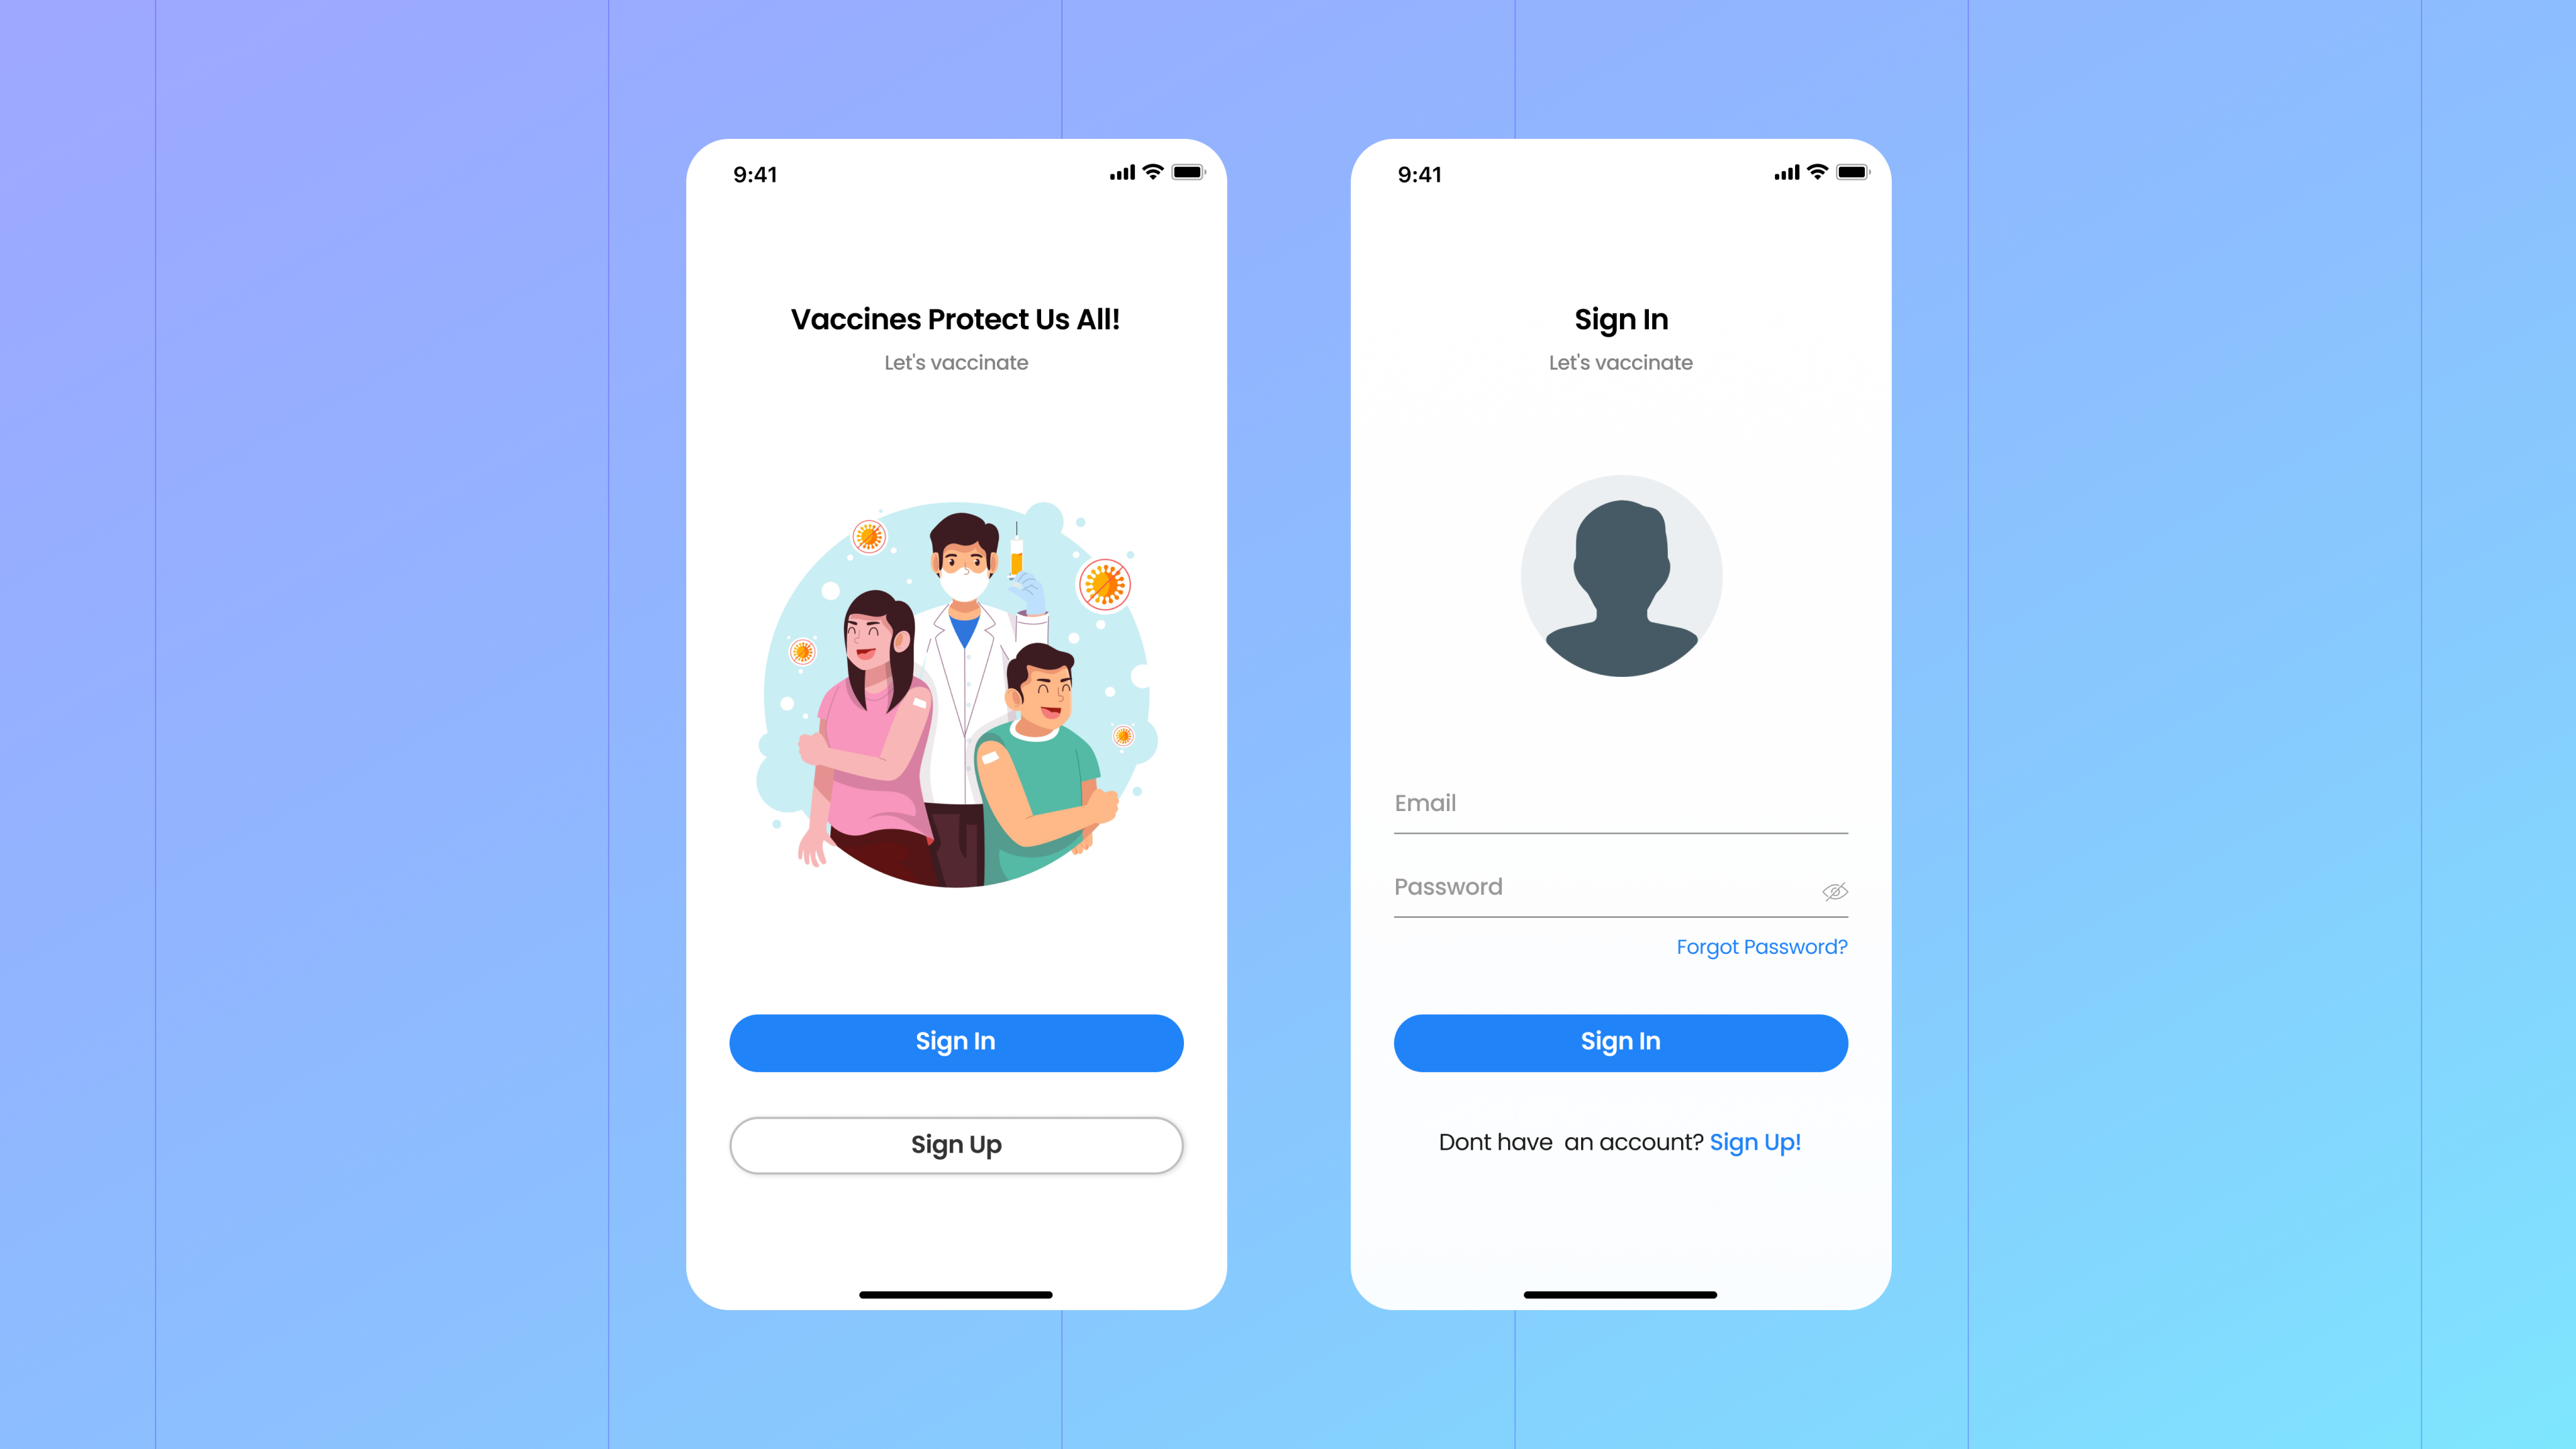 9:41
Vaccines Protect Us All!
Let's vaccinate
Sign In
Sign Up
9:41
Sign In
Let's vaccinate
Email
Password
Forgot Password?
Sign In
Dont have  an account? Sign Up!